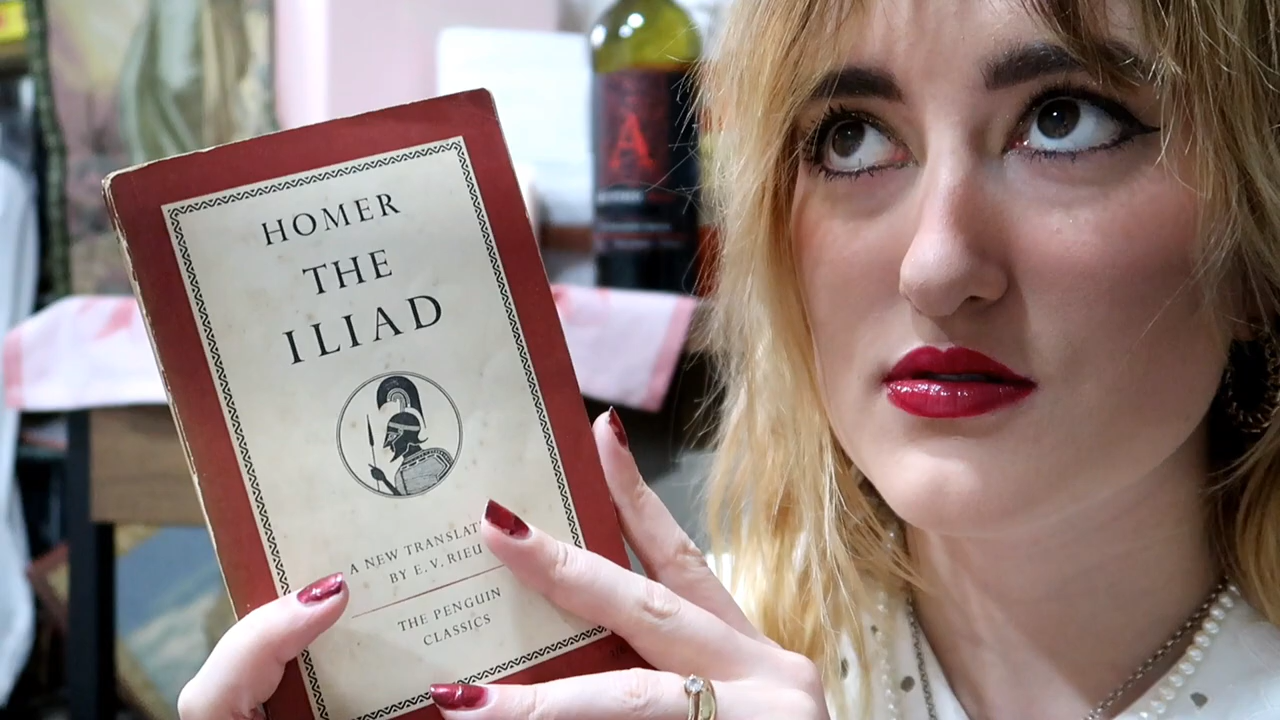 HOMER
THE
ILIAD
A NEW TRANSLAT
BY E. V. RIEU
THE PENGUIN
CLASSICS
A